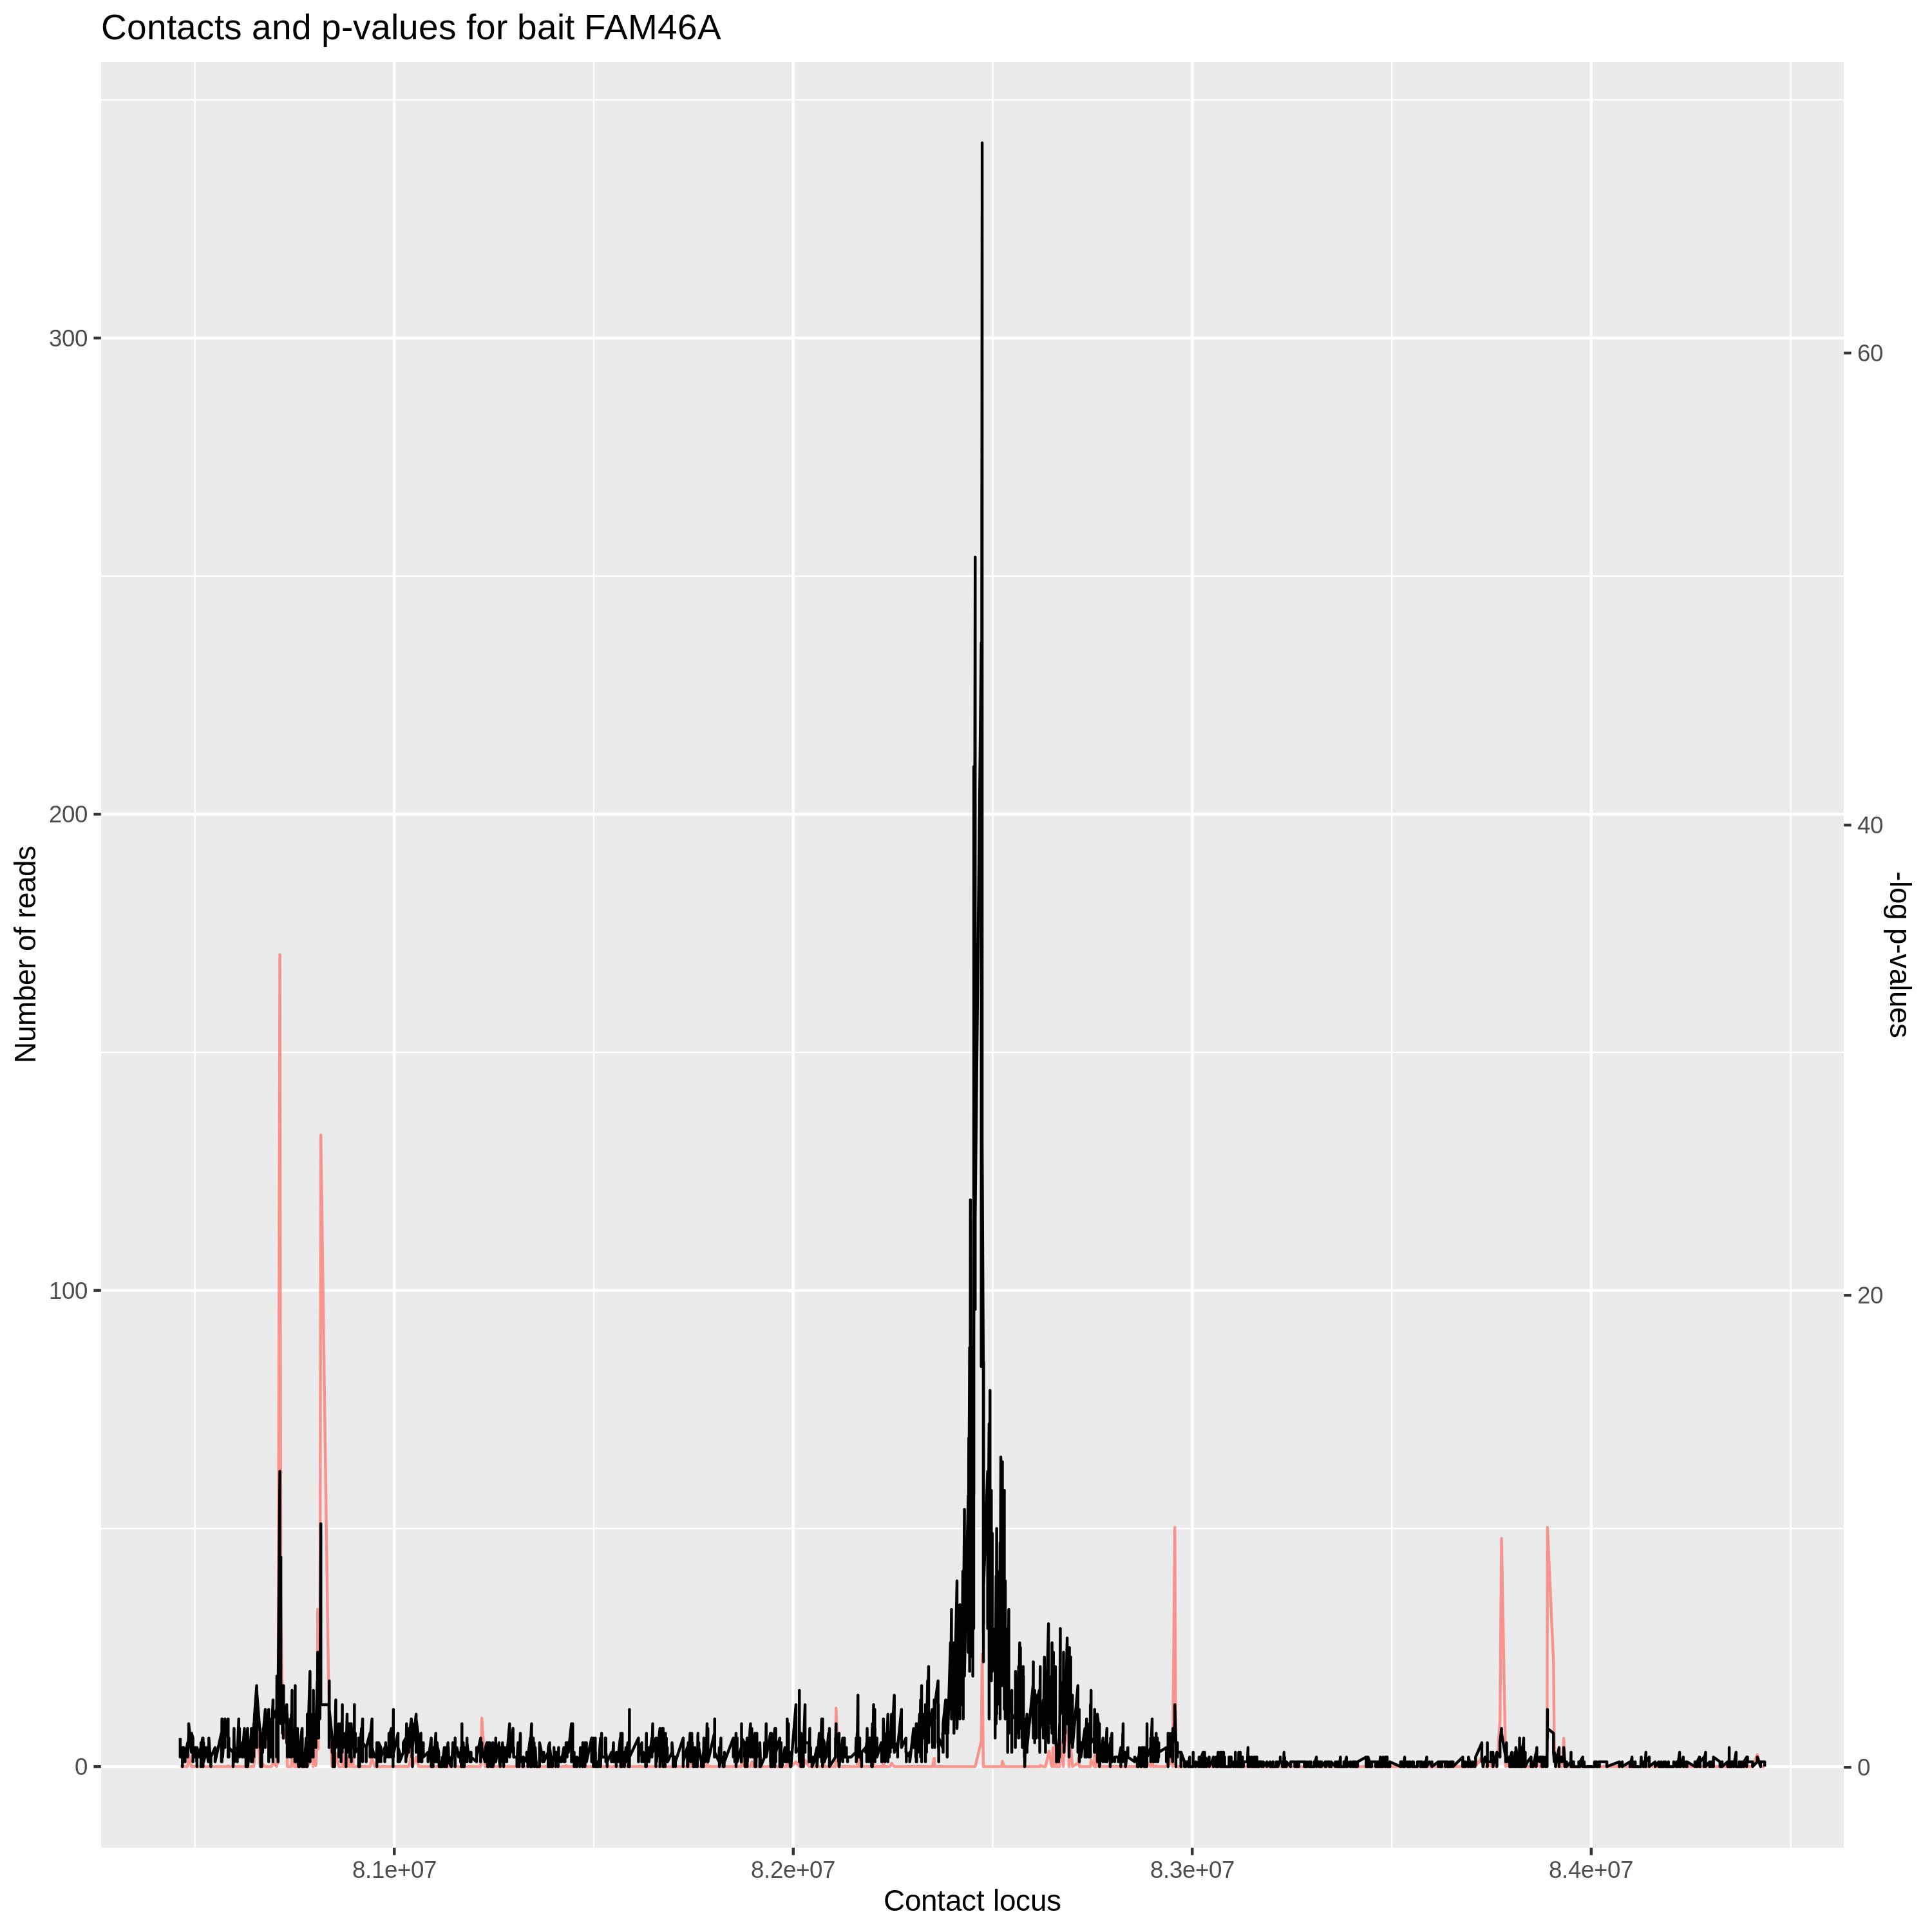 Contacts and p-values for bait FAM46A
300
200
100
0
60
40
20
0
Number of reads
-log p-values
8.1e+07
8.2e+07
8.3e+07
8.4e+07
Contact locus